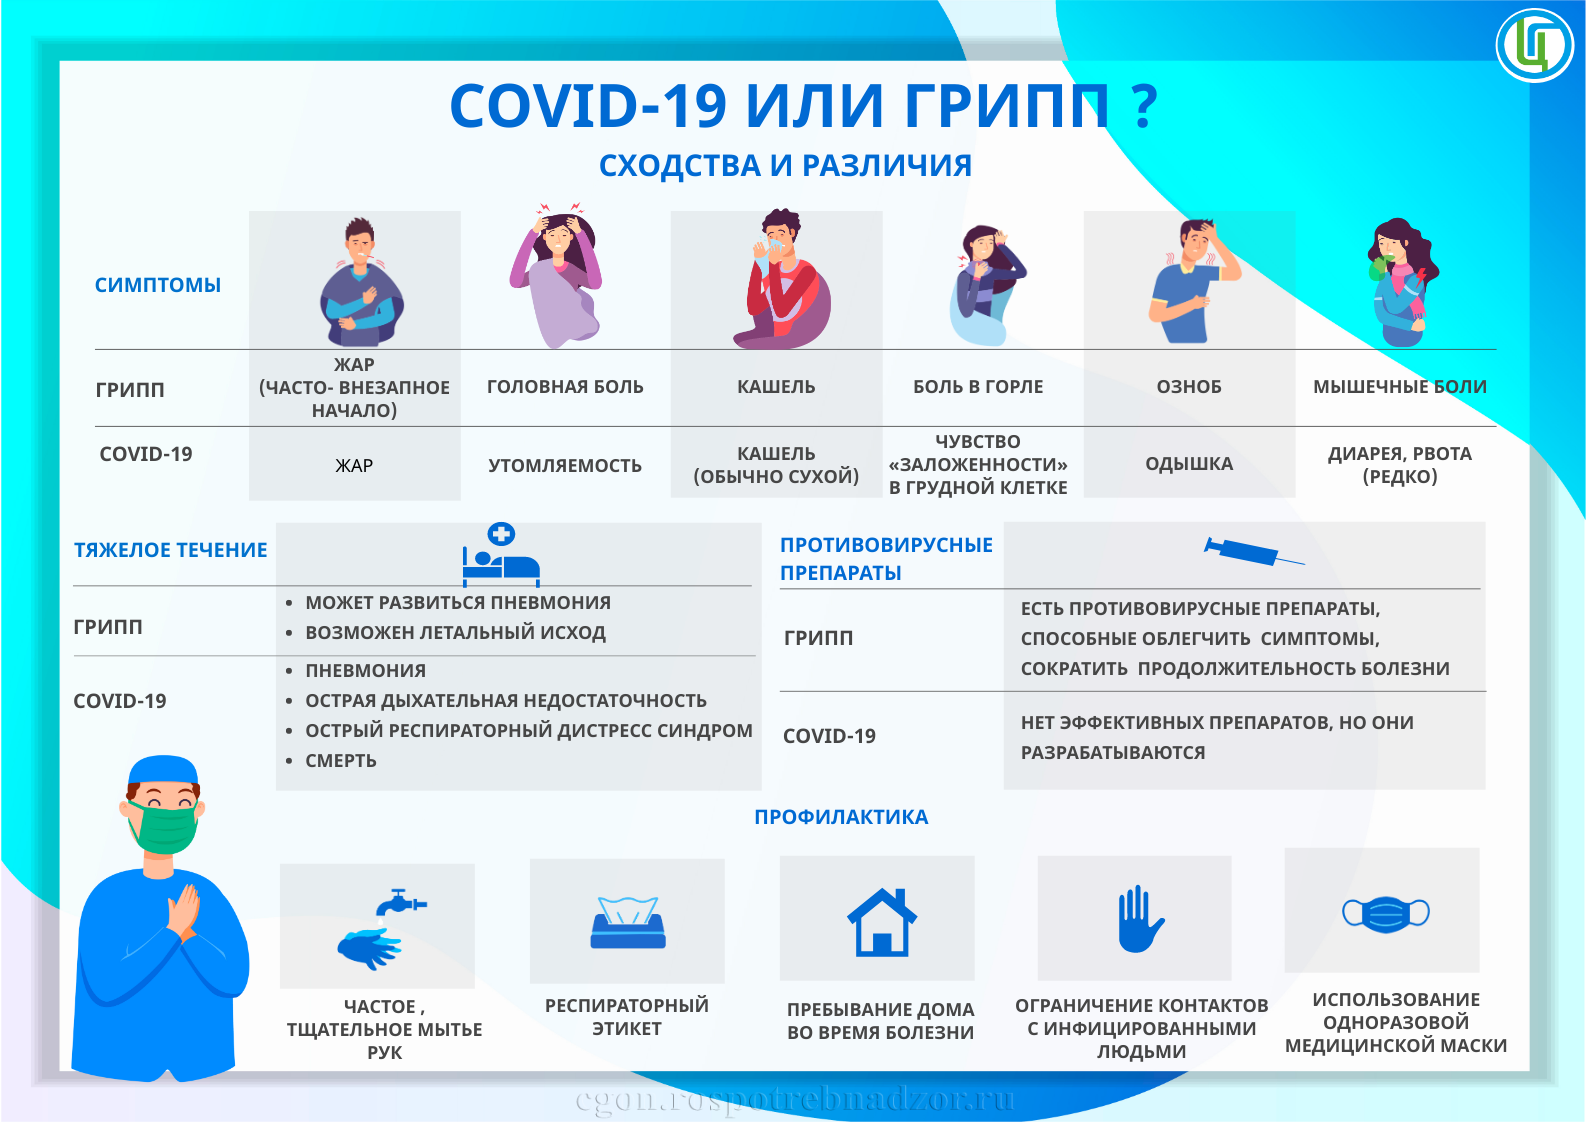 COVID-19 ИЛИ ГРИПП ?
СХОДСТВА И РАЗЛИЧИЯ
СИМПТОМЫ
ГРИПП
ЖАР
(ЧАСТО- ВНЕЗАПНОЕ
НАЧАЛО)
ГОЛОВНАЯ БОЛЬ
КАШЕЛЬ
БОЛЬ В ГОРЛЕ
ОЗНОБ
МЫШЕЧНЫЕ БОЛИ
COVID-19
ЖАР
УТОМЛЯЕМОСТЬ
КАШЕЛЬ
(ОБЫЧНО СУХОЙ)
ЧУВСТВО
«ЗАЛОЖЕННОСТИ»
В ГРУДНОЙ КЛЕТКЕ
ОДЫШКА
ДИАРЕЯ, РВОТА
(РЕДКО)
ТЯЖЕЛОЕ ТЕЧЕНИЕ
ГРИПП
• МОЖЕТ РАЗВИТЬСЯ ПНЕВМОНИЯ
• ВОЗМОЖЕН ЛЕТАЛЬНЫЙ ИСХОД
COVID-19
• ПНЕВМОНИЯ
• ОСТРАЯ ДЫХАТЕЛЬНАЯ НЕДОСТАТОЧНОСТЬ
• ОСТРЫЙ РЕСПИРАТОРНЫЙ ДИСТРЕСС СИНДРОМ
• СМЕРТЬ
ПРОТИВОВИРУСНЫЕ
ПРЕПАРАТЫ
ГРИПП
ЕСТЬ ПРОТИВОВИРУСНЫЕ ПРЕПАРАТЫ,
СПОСОБНЫЕ ОБЛЕГЧИТЬ СИМПТОМЫ,
СОКРАТИТЬ ПРОДОЛЖИТЕЛЬНОСТЬ БОЛЕЗНИ
COVID-19
НЕТ ЭФФЕКТИВНЫХ ПРЕПАРАТОВ, НО ОНИ
РАЗРАБАТЫВАЮТСЯ
ПРОФИЛАКТИКА
ЧАСТОЕ ,
ТЩАТЕЛЬНОЕ МЫТЬЕ
РУК
РЕСПИРАТОРНЫЙ
ЭТИКЕТ
ПРЕБЫВАНИЕ ДОМА
ВО ВРЕМЯ БОЛЕЗНИ
ОГРАНИЧЕНИЕ КОНТАКТОВ
С ИНФИЦИРОВАННЫМИ
ЛЮДЬМИ
ИСПОЛЬЗОВАНИЕ
ОДНОРАЗОВОЙ
МЕДИЦИНСКОЙ МАСКИ
cgon.rospotrebnadzor.ru